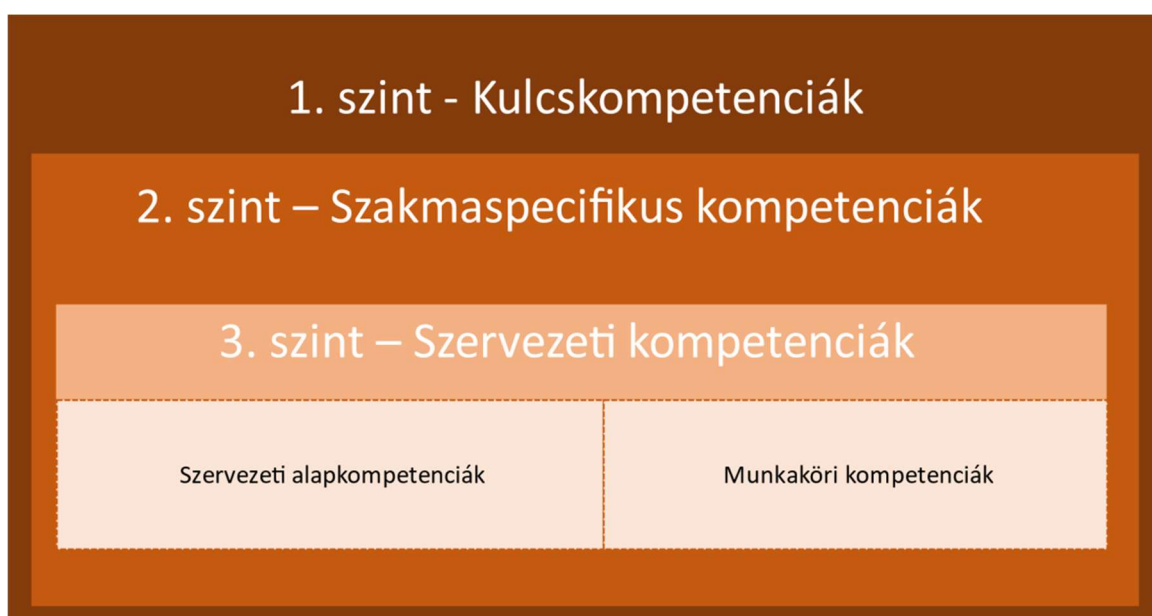 1. szint - Kulcskompetenciák
2. szint – Szakmaspecifikus kompetenciák
3. szint – Szervezeti kompetenciák
Szervezeti alapkompetenciák
Munkaköri kompetenciák